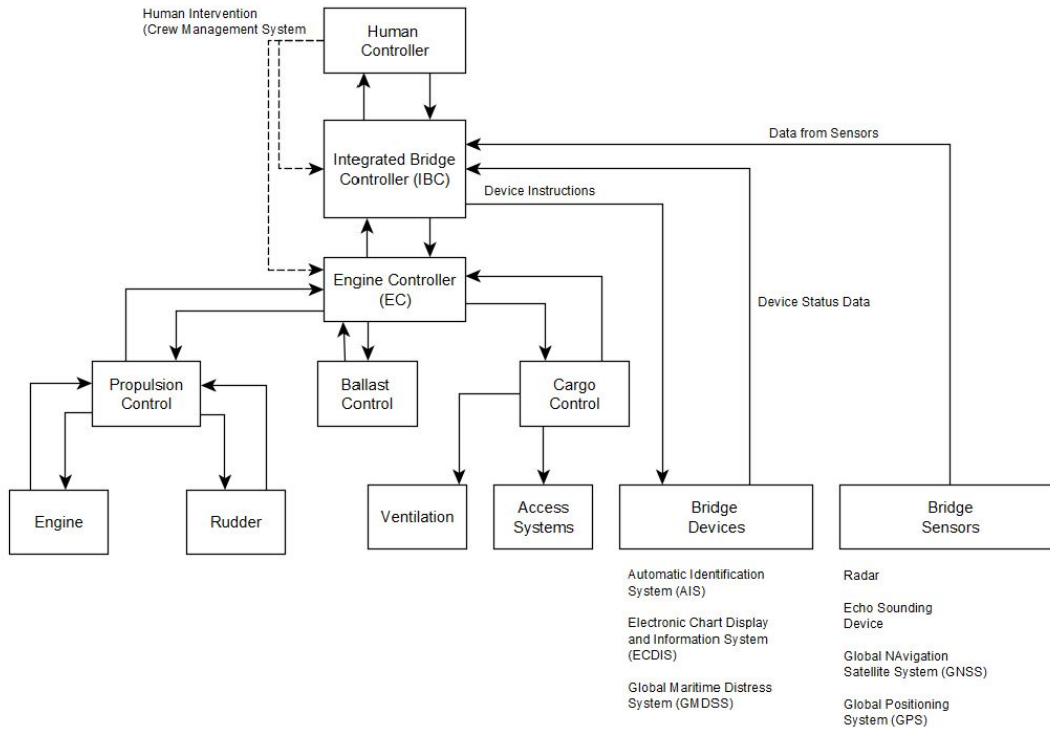 Human Intervention
(Crew Management System
Human
Controller
Data from Sensors
Integrated Bridge
Controller (IBC)
Device Instructions
Engine Controller
(EC)
Device Status Data
Propulsion
Control
Ballast
Control
Cargo
Control
Engine
Rudder
Ventilation
Access
Systems
Bridge
Devices
Bridge
Sensors
Automatic Identification
System (AIS)
Electronic Chart Display
and Information System
(ECDIS)
Global Maritime Distress
System (GMDSS)
Radar
Echo Sounding
Device
Global NAvigation
Satellite System (GNSS)
Global Positioning
System (GPS)